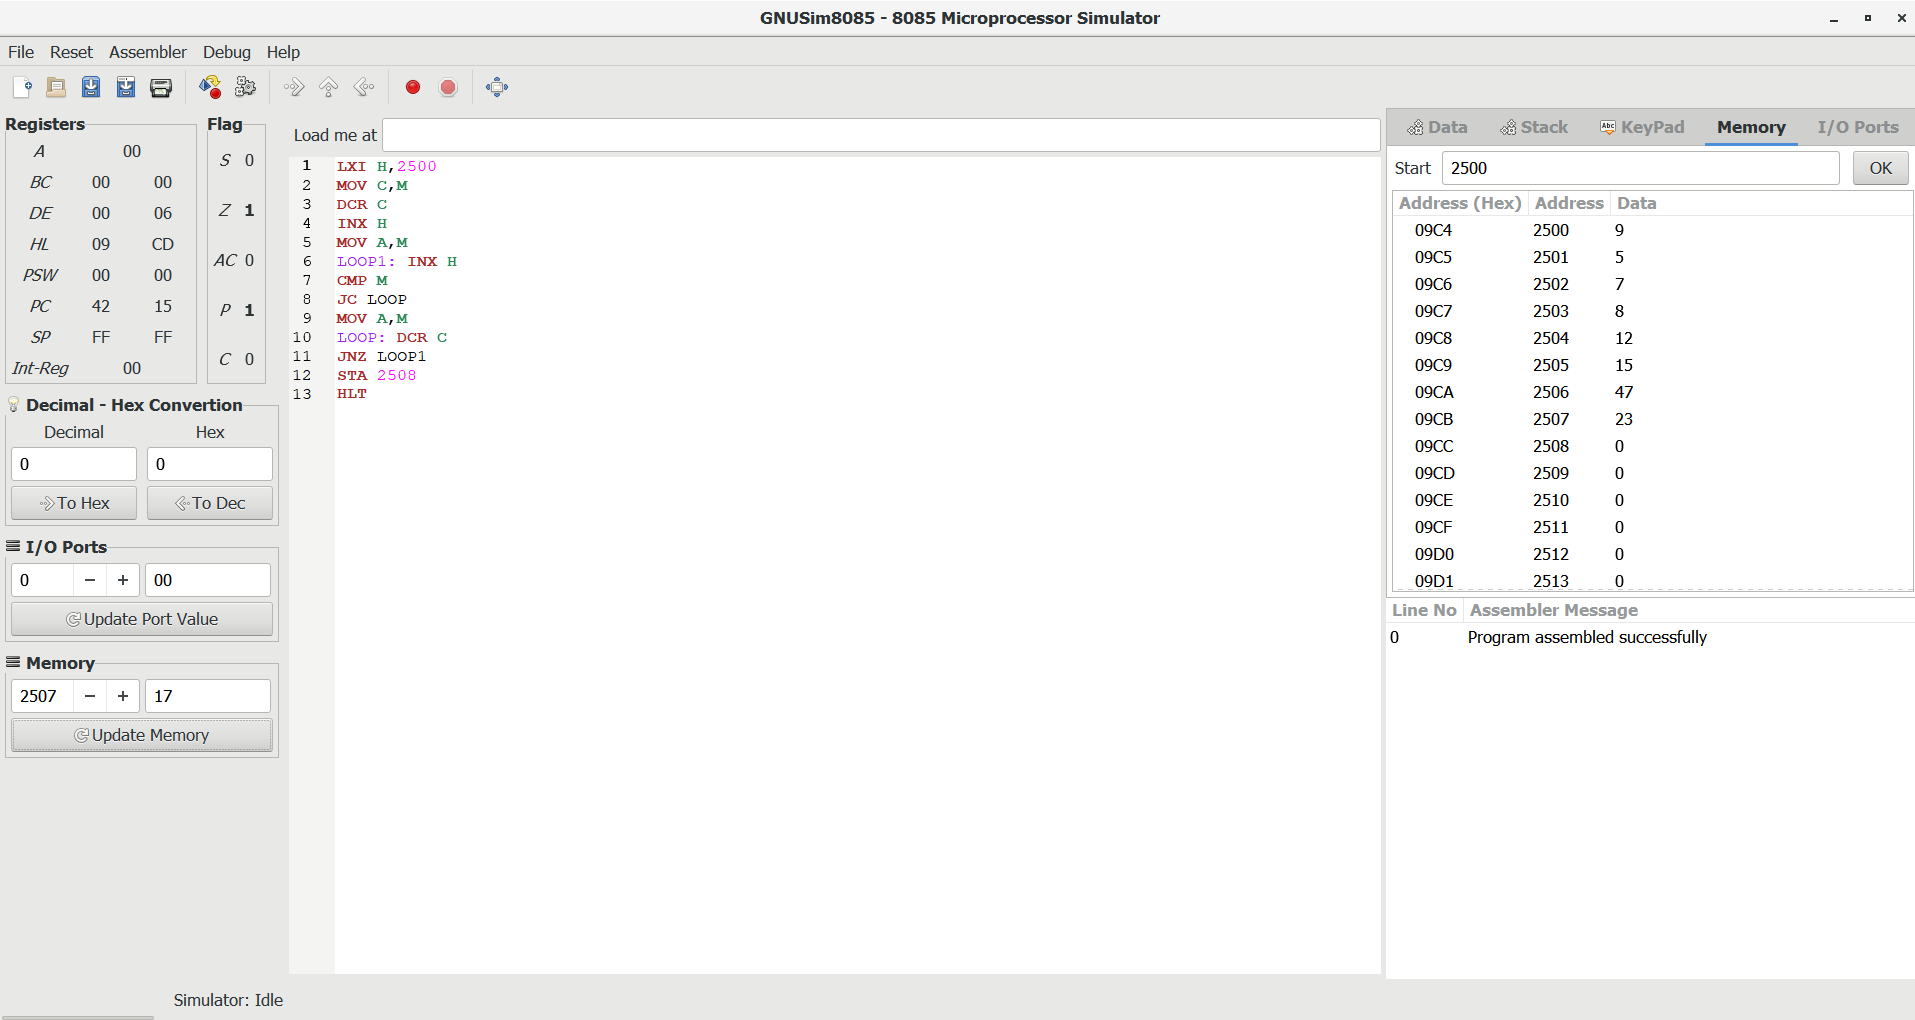 GNUSim8085 - 8085 Microprocessor Simulator
File Reset Assembler Debug Help
Registers
A 00
BC 00 00
DE 00 06
HL 09 CD
PSW 00 00
PC 42 15
SP FF FF
Int-Reg 00
Flag
S 0
Z 1
AC 0
P 1
C 0
Decimal - Hex Convertion
Decimal Hex
0 0
To Hex To Dec
I/O Ports
0 − + 00
Update Port Value
Memory
2507 − + 17
Update Memory
Load me at
1 LXI H,2500
2 MOV C,M
3 DCR C
4 INX H
5 MOV A,M
6 LOOP1: INX H
7 CMP M
8 JC LOOP
9 MOV A,M
10 LOOP: DCR C
11 JNZ LOOP1
12 STA 2508
13 HLT
Data Stack Abc KeyPad Memory I/O Ports
Start 2500 OK
Address (Hex) Address Data
09C4 2500 9
09C5 2501 5
09C6 2502 7
09C7 2503 8
09C8 2504 12
09C9 2505 15
09CA 2506 47
09CB 2507 23
09CC 2508 0
09CD 2509 0
09CE 2510 0
09CF 2511 0
09D0 2512 0
09D1 2513 0
Line No Assembler Message
0 Program assembled successfully
Simulator: Idle